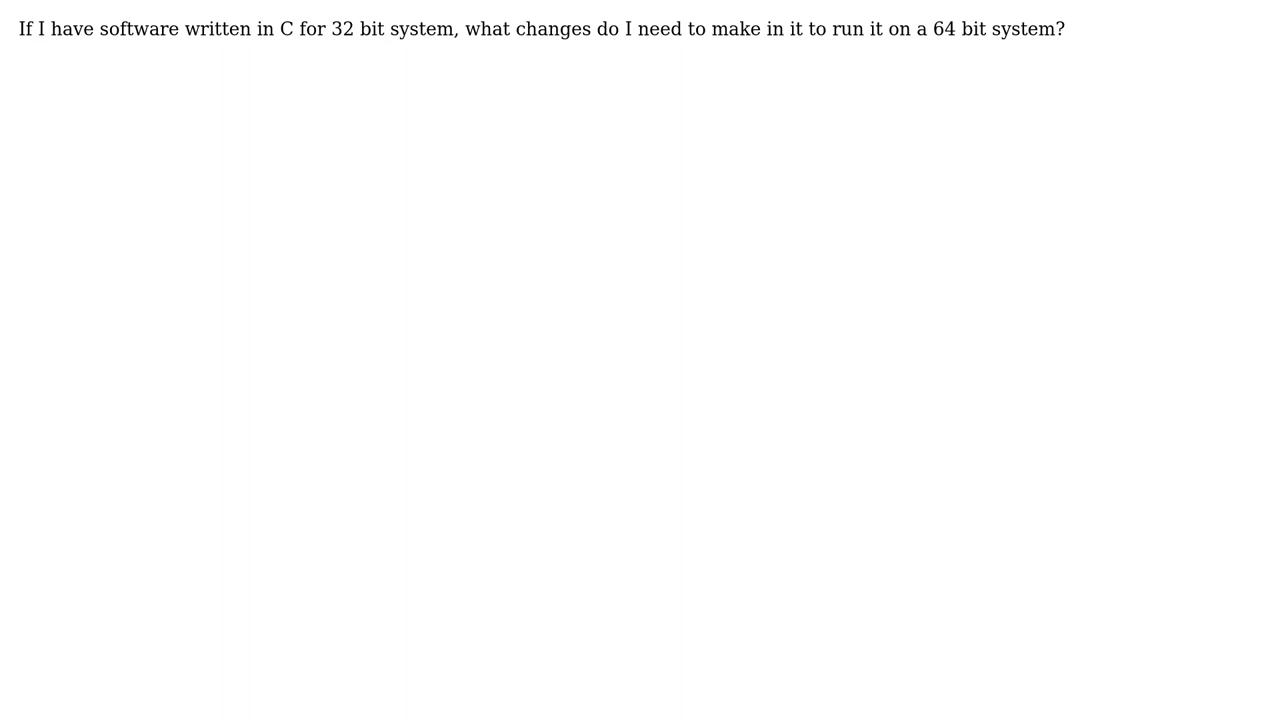 If I have software written in C for 32 bit system, what changes do I need to make in it to run it on a 64 bit system?